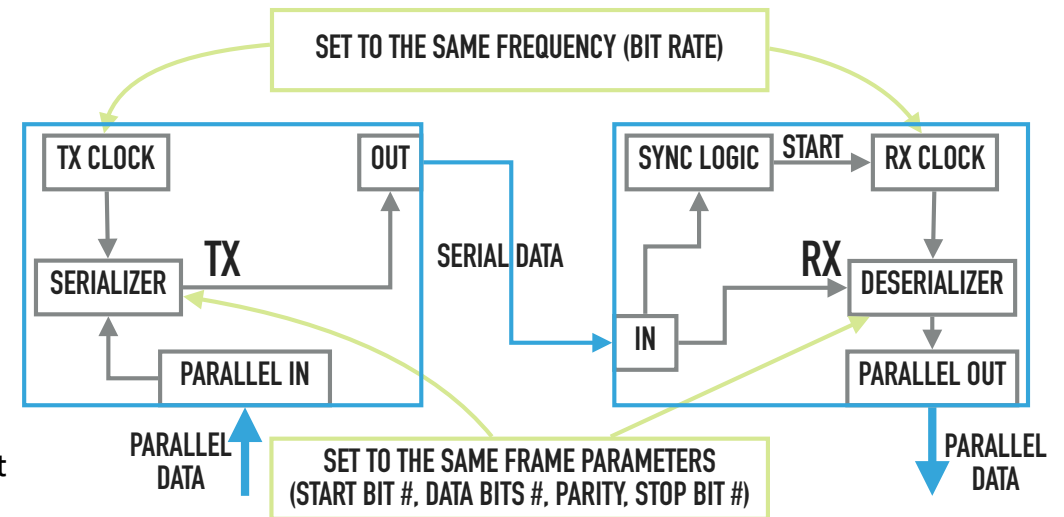 SET TO THE SAME FREQUENCY (BIT RATE)
TX CLOCK
OUT
SYNC LOGIC
START
RX CLOCK
TX
SERIALIZER
SERIAL DATA
RX
DESERIALIZER
IN
PARALLEL IN
PARALLEL OUT
PARALLEL
DATA
t
SET TO THE SAME FRAME PARAMETERS
(START BIT #, DATA BITS #, PARITY, STOP BIT #)
PARALLEL
DATA